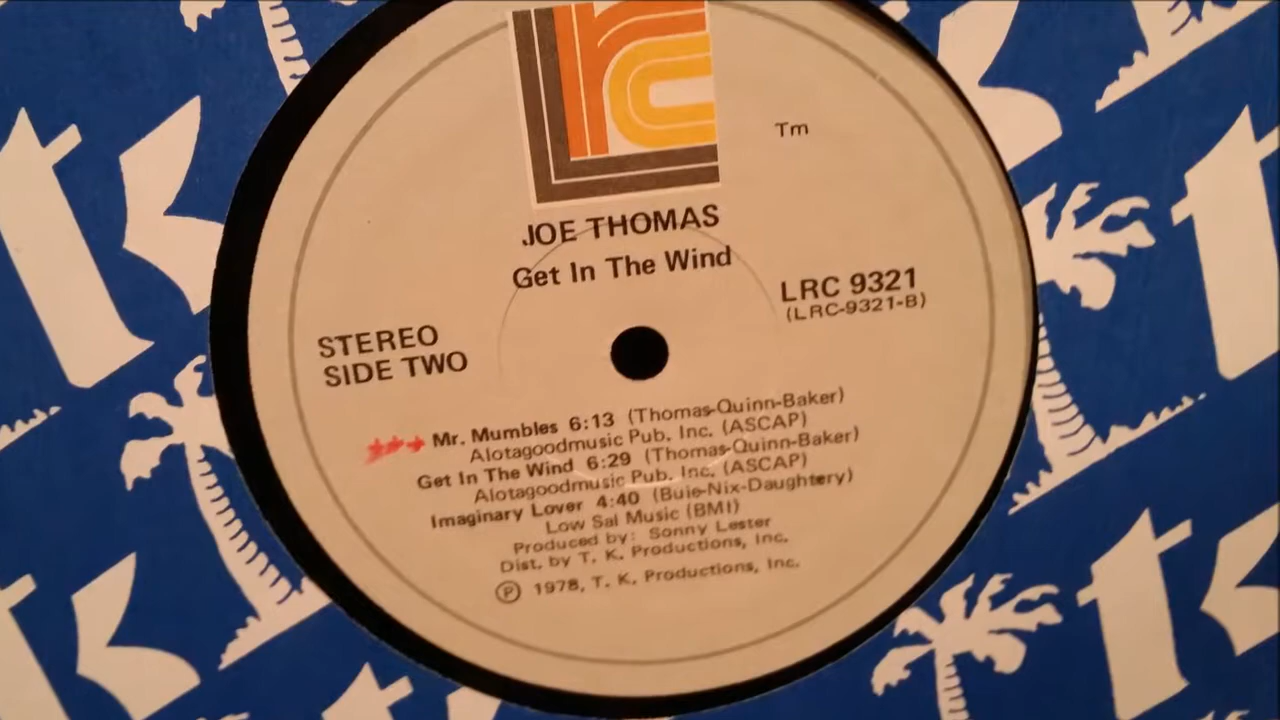 lrc
Tm
JOE THOMAS
Get In The Wind
LRC 9321
(LRC-9321-B)
STEREO
SIDE TWO
*** Mr. Mumbles 6:13 (Thomas-Quinn-Baker)
Alotagoodmusic Pub. Inc. (ASCAP)
Get In The Wind 6:29 (Thomas-Quinn-Baker)
Alotagoodmusic Pub. Inc. (ASCAP)
Imaginary Lover 4:40 (Buie-Nix-Daughtery)
Low Sal Music (BMI)
Produced by: Sonny Lester
Dist. by T. K. Productions, Inc.
Ⓟ 1978, T. K. Productions, Inc.